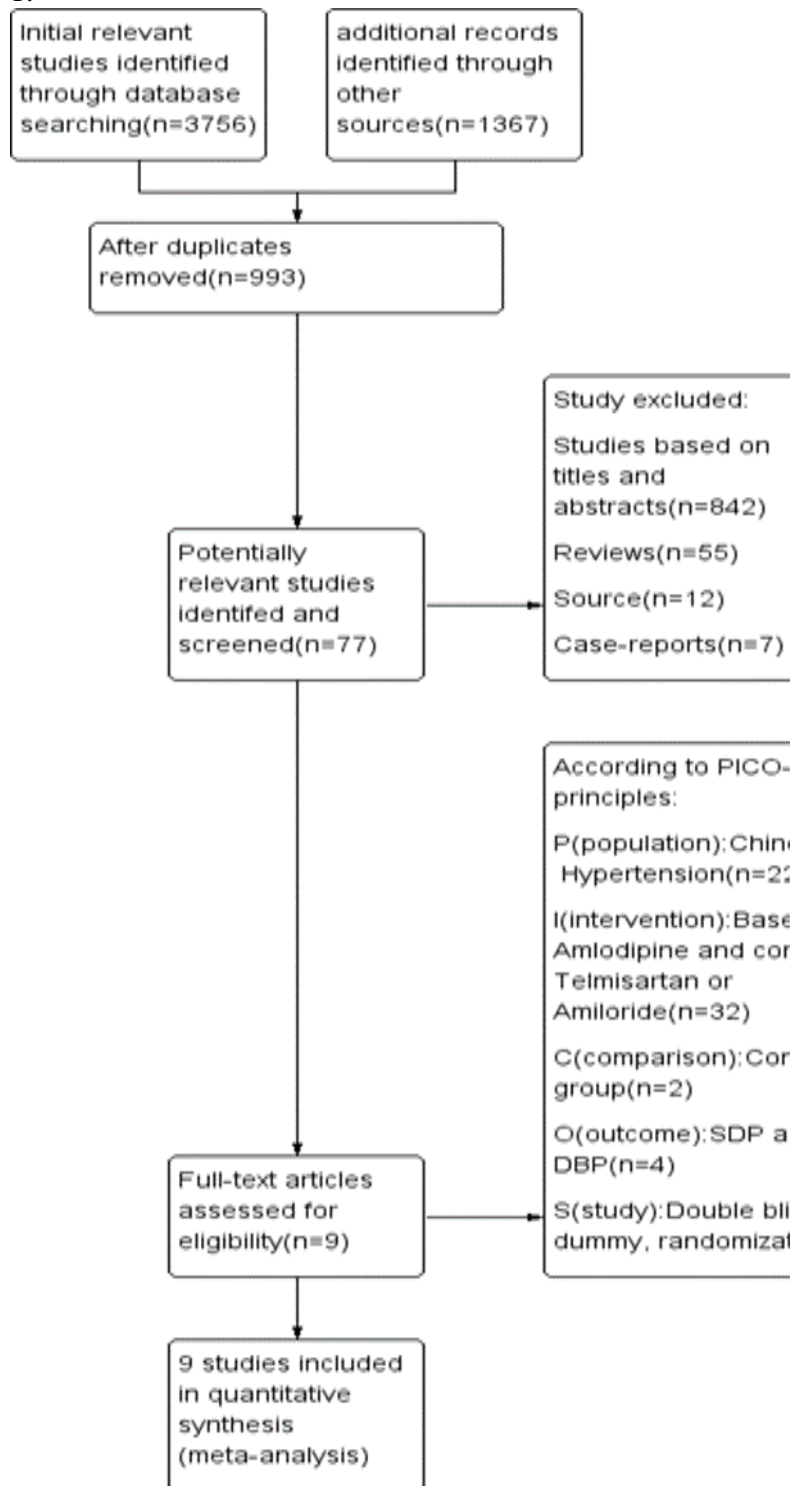 Initial relevant
studies identified
through database
searching(n=3756)
additional records
identified through
other
sources(n=1367)
After duplicates
removed(n=993)
Study excluded:
Studies based on
titles and
abstracts(n=842)
Reviews(n=55)
Source(n=12)
Case-reports(n=7)
Potentially
relevant studies
identifed and
screened(n=77)
According to PICO-
principles:
P(population):
Hypertension(n=22
I(intervention):
Amlodipine and
Telmisartan or
Amiloride(n=32)
C(comparison):
group(n=2)
O(outcome):SDP
DBP(n=4)
S(study):Double
dummy,
Full-text articles
assessed for
eligibility(n=9)
9 studies included
in quantitative
synthesis
(meta-analysis)